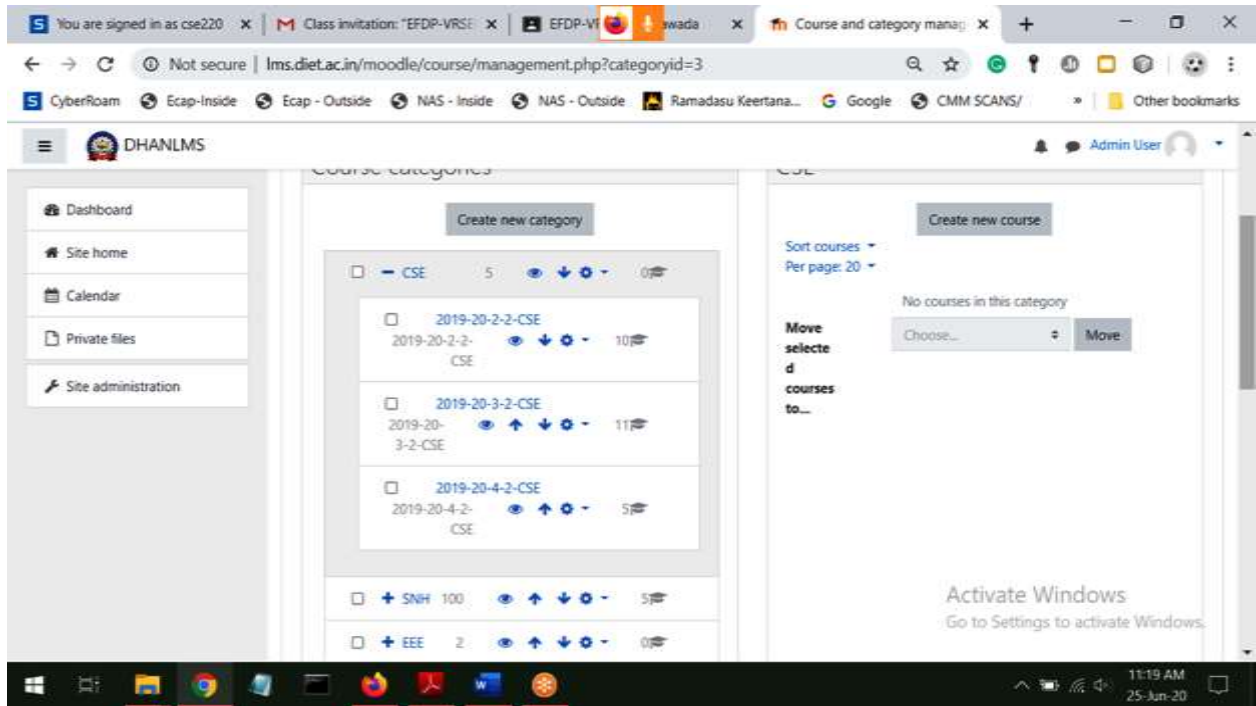 You are signed in as cse220
Class invitation: "EFDP-VRSE
EFDP-VR
wada
Course and category manag
Not secure | lms.diet.ac.in/moodle/course/management.php?categoryid=3
CyberRoam Ecap-Inside Ecap - Outside NAS - Inside NAS - Outside Ramadasu Keertana... Google CMM SCANS/ » Other bookmarks
DHANLMS
Admin User
Course categories
CSE
Dashboard
Site home
Calendar
Private files
Site administration
Create new category
CSE 5 0
2019-20-2-2-CSE
2019-20-2-2- 10
CSE
2019-20-3-2-CSE
2019-20- 11
3-2-CSE
2019-20-4-2-CSE
2019-20-4-2- 5
CSE
SNH 100 5
EEE 2 0
Create new course
Sort courses
Per page: 20
No courses in this category
Move
selecte
d
courses
to...
Choose...
Move
Activate Windows
Go to Settings to activate Windows.
11:19 AM
25-Jun-20